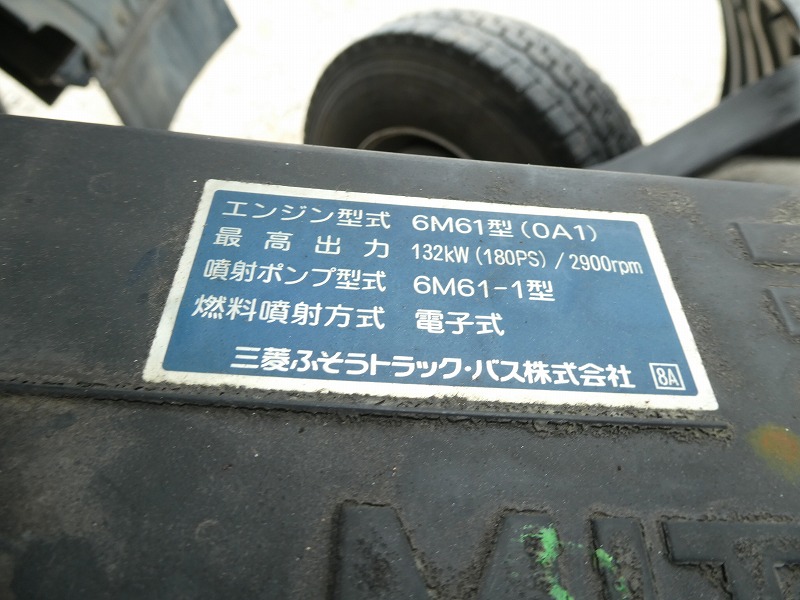 エンジン型式 6M61型(0A1)
最高出力 132kW(180PS)/2900rpm
噴射ポンプ型式 6M61-1型
燃料噴射方式 電子式
三菱ふそうトラック・バス株式会社 8A